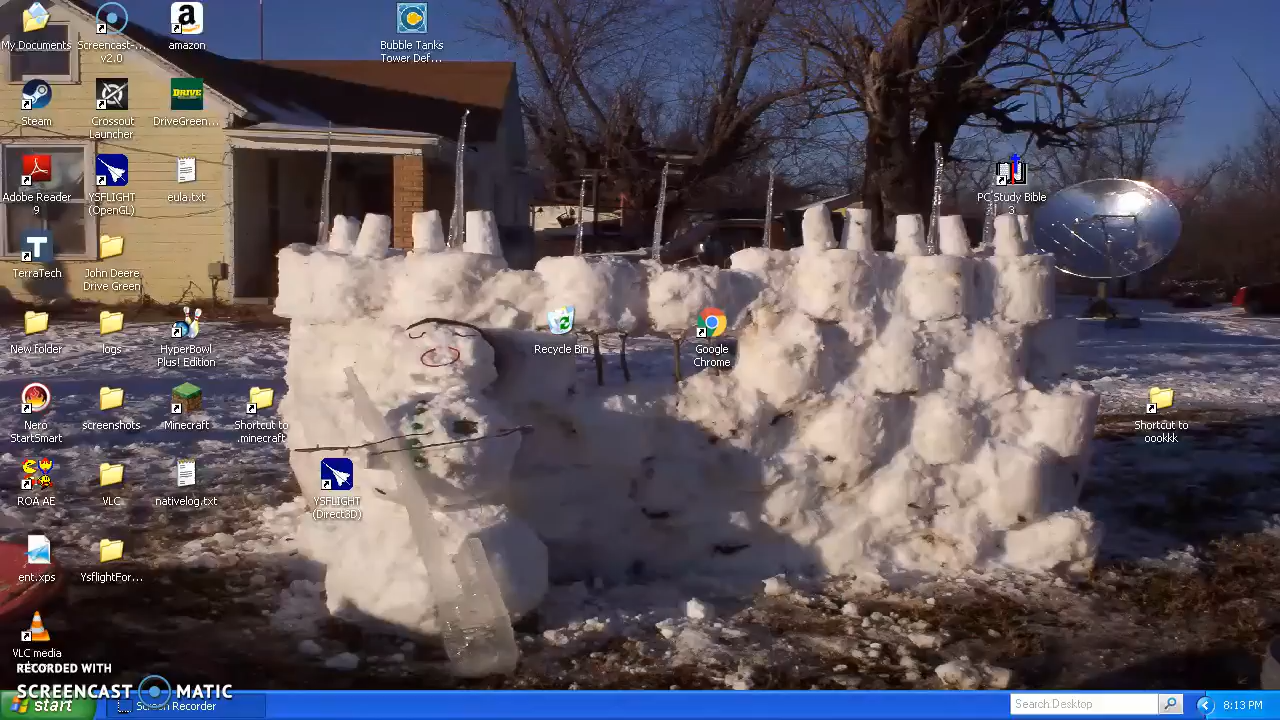 My Documents
Screencast-...
v2.0
amazon
Bubble Tanks
Tower Def...
Steam
Crossout
Launcher
DRIVE
DriveGreen...
Adobe Reader
9
YSFLIGHT
(OpenGL)
eula.txt
PC Study Bible
3
TerraTech
John Deere
Drive Green
New folder
logs
HyperBowl
Plus! Edition
Recycle Bin
Google
Chrome
Nero
StartSmart
screenshots
Minecraft
Shortcut to
.minecraft
Shortcut to
oookkk
ROA AE
VLC
nativelog.txt
YSFLIGHT
(Direct3D)
ent.xps
YsflightFor...
VLC media
RECORDED WITH
SCREENCAST MATIC
start
Screen Recorder
Search Desktop
8:13 PM